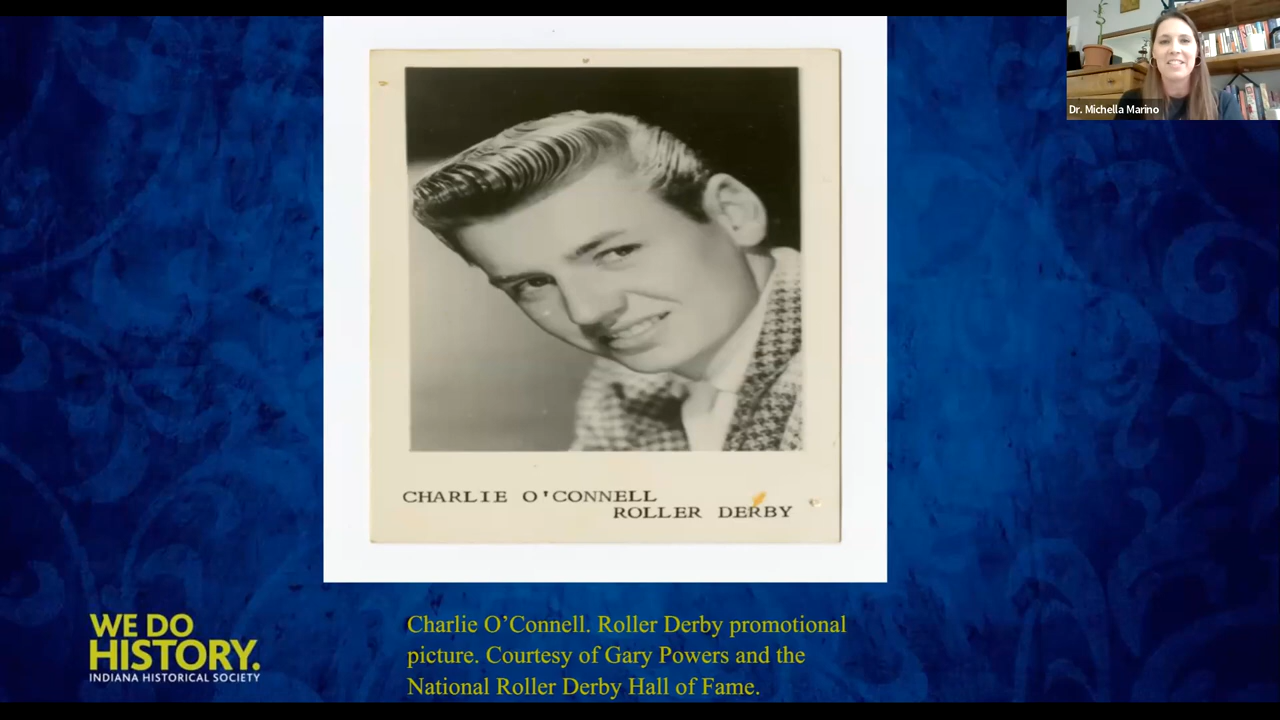 Dr. Michella Marino
CHARLIE O'CONNELL
ROLLER DERBY
WE DO
HISTORY.
INDIANA HISTORICAL SOCIETY
Charlie O’Connell. Roller Derby promotional
picture. Courtesy of Gary Powers and the
National Roller Derby Hall of Fame.